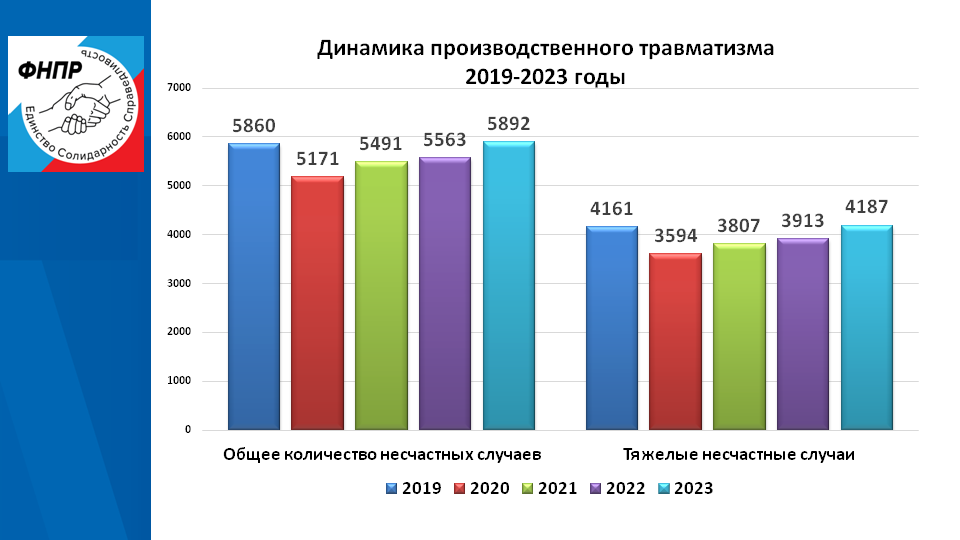 ФНПР
Единство Солидарность Справедливость
Динамика производственного травматизма
2019-2023 годы
7000
6000
5000
4000
3000
2000
1000
0
5860
5171
5491
5563
5892
4161
3594
3807
3913
4187
Общее количество несчастных случаев
Тяжелые несчастные случаи
2019 2020 2021 2022 2023